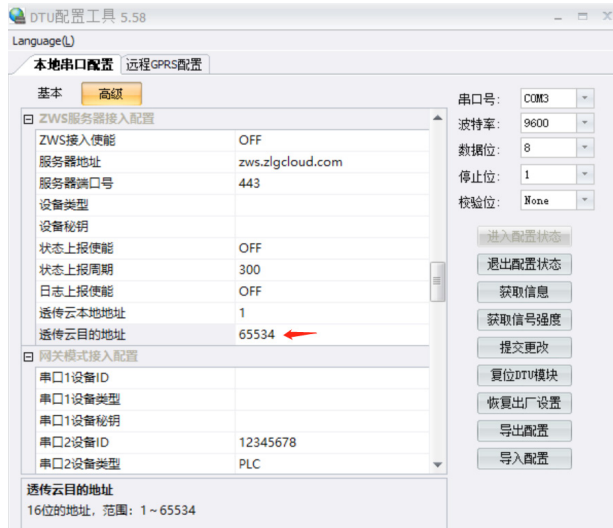 DTU配置工具 5.58
Language(L)
本地串口配置 远程GPRS配置
基本 高级
ZWS服务器接入配置
ZWS接入使能 OFF
服务器地址 zws.zlgcloud.com
服务器端口号 443
设备类型
设备秘钥
状态上报使能 OFF
状态上报周期 300
日志上报使能 OFF
透传云本地地址 1
透传云目的地址 65534
网关模式接入配置
串口1设备ID
串口1设备类型
串口1设备秘钥
串口2设备ID 12345678
串口2设备类型 PLC
透传云目的地址
16位的地址，范围：1~65534
串口号: COM3
波特率: 9600
数据位: 8
停止位: 1
校验位: None
进入配置状态
退出配置状态
获取信息
获取信号强度
提交更改
复位DTU模块
恢复出厂设置
导出配置
导入配置